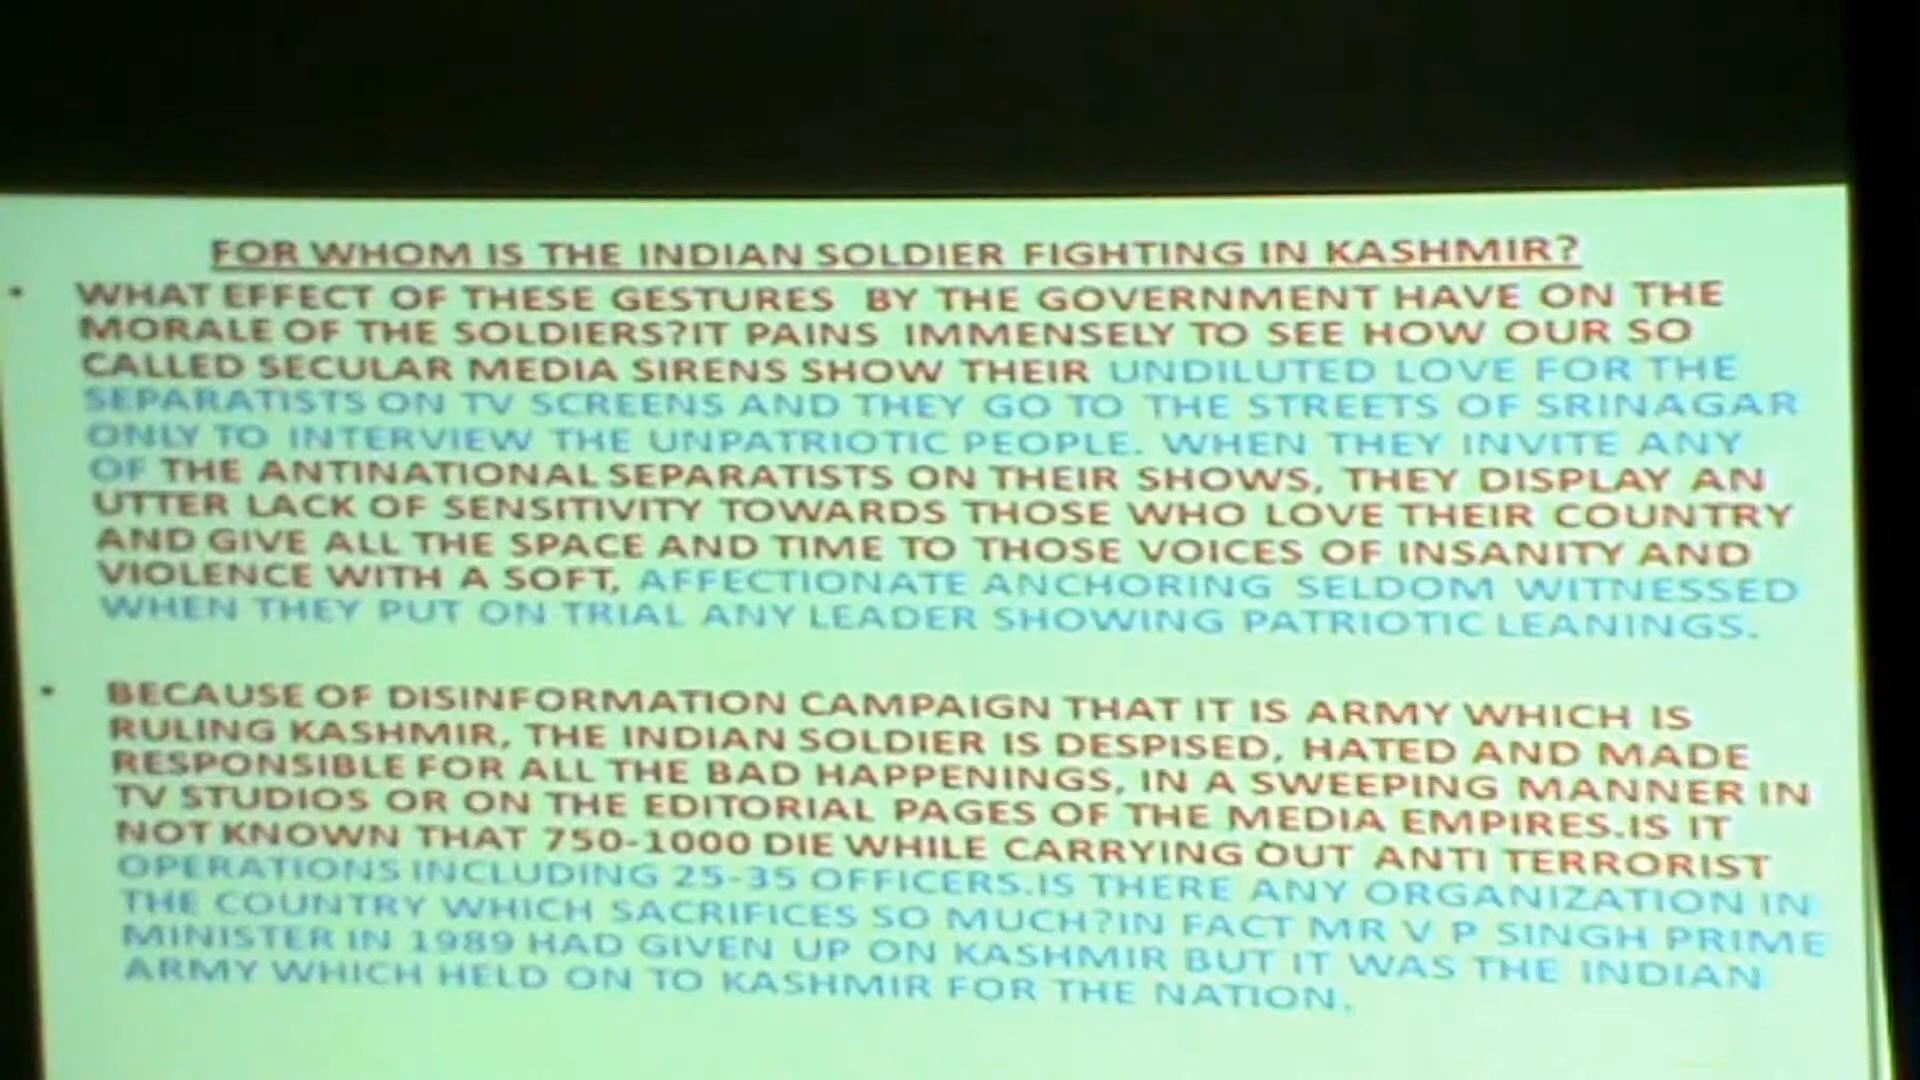 FOR WHOM IS THE INDIAN SOLDIER FIGHTING IN KASHMIR?
• WHAT EFFECT OF THESE GESTURES BY THE GOVERNMENT HAVE ON THE
MORALE OF THE SOLDIERS?IT PAINS IMMENSELY TO SEE HOW OUR SO
CALLED SECULAR MEDIA SIRENS SHOW THEIR UNDILUTED LOVE FOR THE
SEPARATISTS ON TV SCREENS AND THEY GO TO THE STREETS OF SRINAGAR
ONLY TO INTERVIEW THE UNPATRIOTIC PEOPLE. WHEN THEY INVITE ANY
OF THE ANTINATIONAL SEPARATISTS ON THEIR SHOWS, THEY DISPLAY AN
UTTER LACK OF SENSITIVITY TOWARDS THOSE WHO LOVE THEIR COUNTRY
AND GIVE ALL THE SPACE AND TIME TO THOSE VOICES OF INSANITY AND
VIOLENCE WITH A SOFT, AFFECTIONATE ANCHORING SELDOM WITNESSED
WHEN THEY PUT ON TRIAL ANY LEADER SHOWING PATRIOTIC LEANINGS.
• BECAUSE OF DISINFORMATION CAMPAIGN THAT IT IS ARMY WHICH IS
RULING KASHMIR, THE INDIAN SOLDIER IS DESPISED, HATED AND MADE
RESPONSIBLE FOR ALL THE BAD HAPPENINGS, IN A SWEEPING MANNER IN
TV STUDIOS OR ON THE EDITORIAL PAGES OF THE MEDIA EMPIRES.IS IT
NOT KNOWN THAT 750-1000 DIE WHILE CARRYING OUT ANTI TERRORIST
OPERATIONS INCLUDING 25-35 OFFICERS.IS THERE ANY ORGANIZATION IN
THE COUNTRY WHICH SACRIFICES SO MUCH?IN FACT MR V P SINGH PRIME
MINISTER IN 1989 HAD GIVEN UP ON KASHMIR BUT IT WAS THE INDIAN
ARMY WHICH HELD ON TO KASHMIR FOR THE NATION.